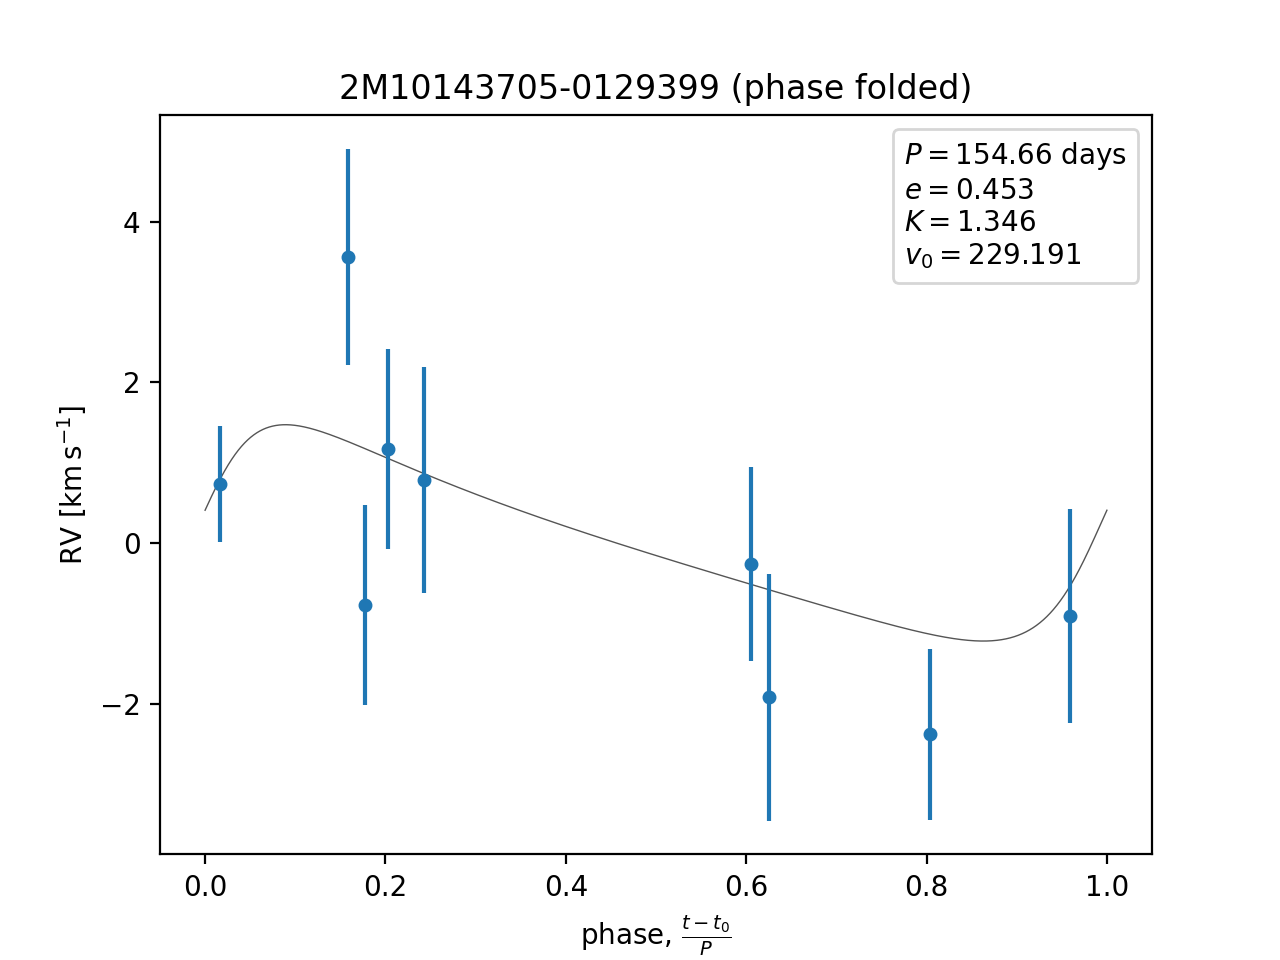 2M10143705-0129399 (phase folded)
P = 154.66 days
e = 0.453
K = 1.346
v₀ = 229.191
RV [km s⁻¹]
4
2
0
−2
0.0 0.2 0.4 0.6 0.8 1.0
phase, (t − t₀)/P